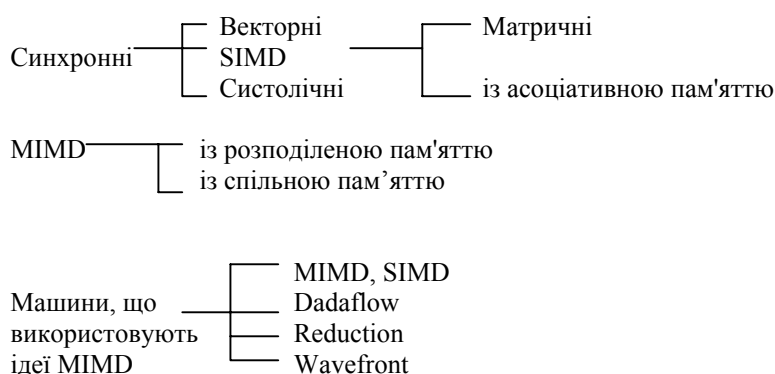 Векторні Матричні
Синхронні SIMD
Систолічні із асоціативною пам'яттю
MIMD із розподіленою пам'яттю
із спільною пам’яттю
MIMD, SIMD
Машини, що Dadaflow
використовують Reduction
ідеї MIMD Wavefront